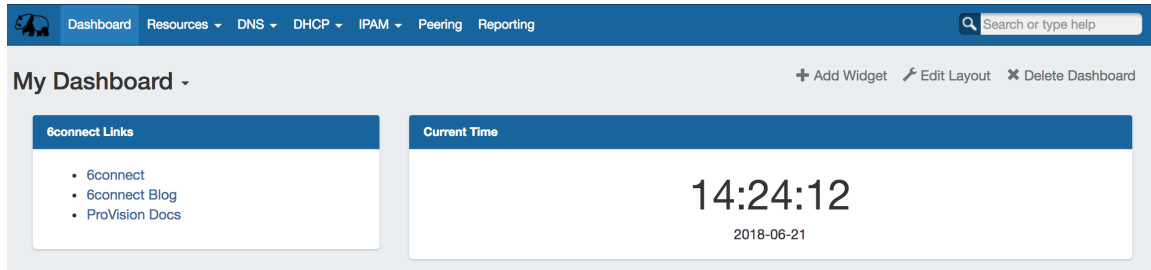 Dashboard Resources DNS DHCP IPAM Peering Reporting Search or type help
My Dashboard Add Widget Edit Layout Delete Dashboard
6connect Links
6connect
6connect Blog
ProVision Docs
Current Time
14:24:12
2018-06-21